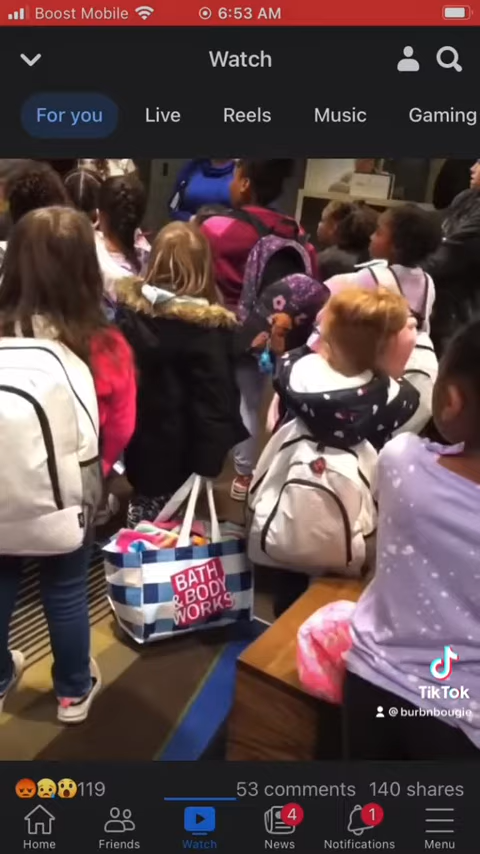 Boost Mobile 6:53 AM
Watch
For you Live Reels Music Gaming
BATH
& BODY
WORKS
TikTok
@burbnbougie
119 53 comments 140 shares
4 1
Home Friends Watch News Notifications Menu